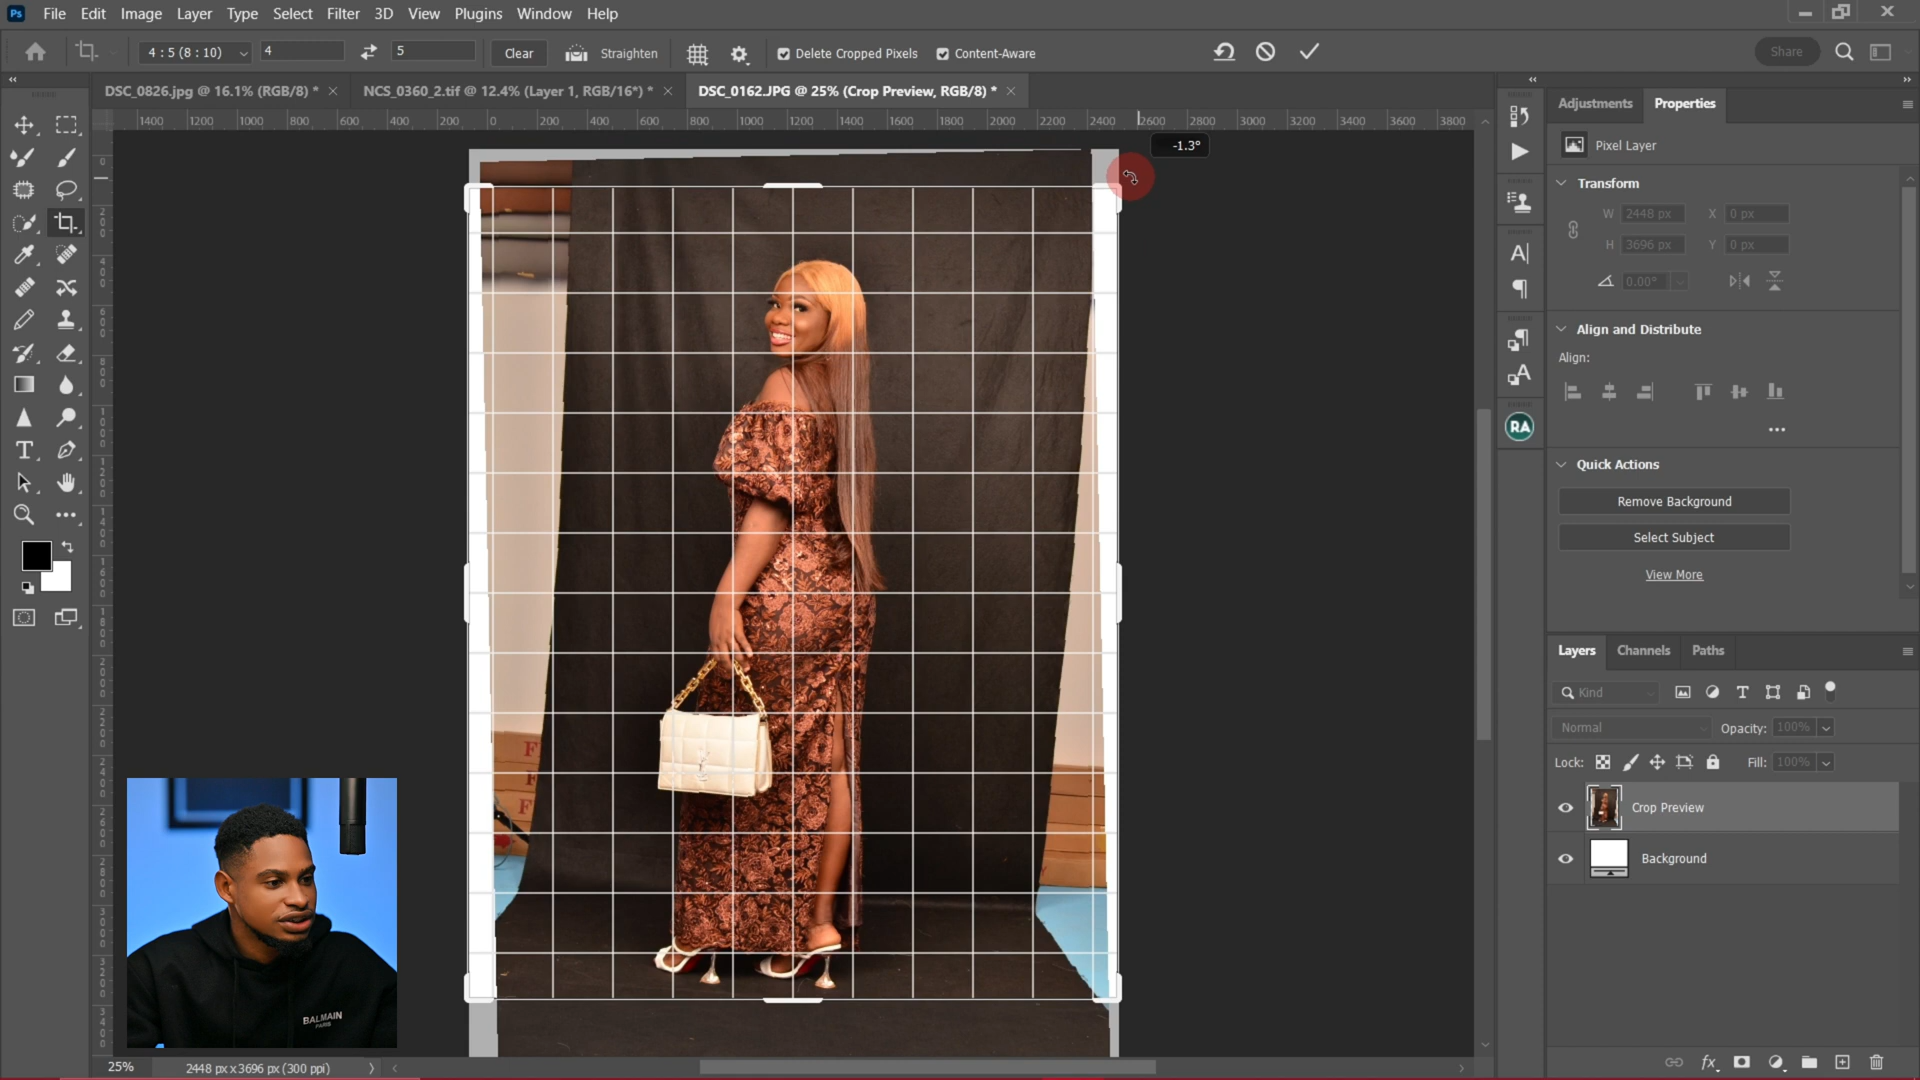 Ps File Edit Image Layer Type Select Filter 3D View Plugins Window Help
4 : 5 (8 : 10) 4 5 Clear Straighten Delete Cropped Pixels Content-Aware Share
DSC_0826.jpg @ 16.1% (RGB/8) * NCS_0360_2.tif @ 12.4% (Layer 1, RGB/16*) * DSC_0162.JPG @ 25% (Crop Preview, RGB/8) *
1400 1200 1000 800 600 400 200 0 200 400 600 800 1000 1200 1400 1600 1800 2000 2200 2400 2600 2800 3000 3200 3400 3600 3800
-1.3°
Adjustments Properties
Pixel Layer
Transform
W 2448 px X 0 px
H 3696 px Y 0 px
0.00°
Align and Distribute
Align:
RA
Quick Actions
Remove Background
Select Subject
View More
Layers Channels Paths
Kind
Normal Opacity: 100%
Lock: Fill: 100%
Crop Preview
Background
BALMAIN
PARIS
25% 2448 px x 3696 px (300 ppi)